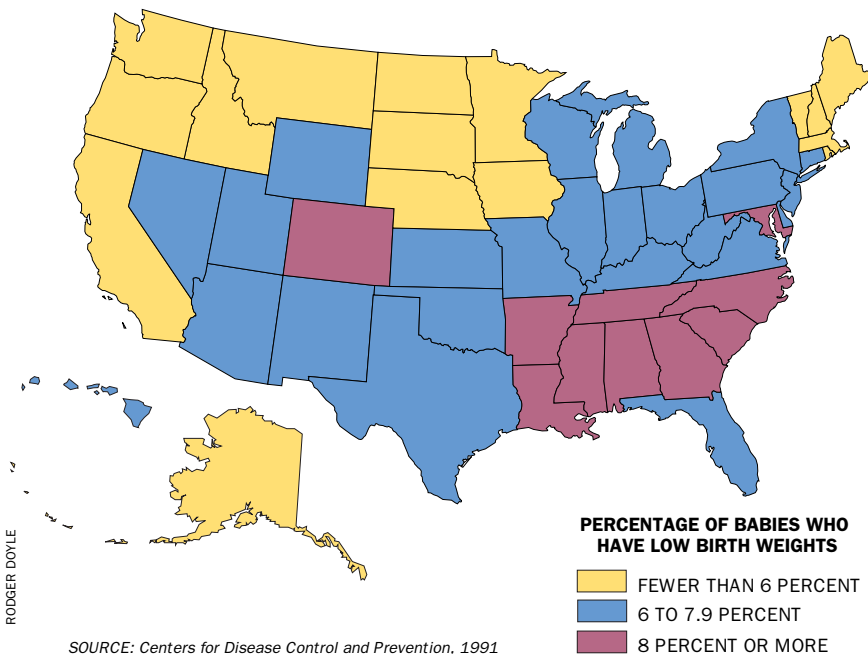 PERCENTAGE OF BABIES WHO
HAVE LOW BIRTH WEIGHTS
FEWER THAN 6 PERCENT
6 TO 7.9 PERCENT
8 PERCENT OR MORE
RODGER DOYLE
SOURCE: Centers for Disease Control and Prevention, 1991